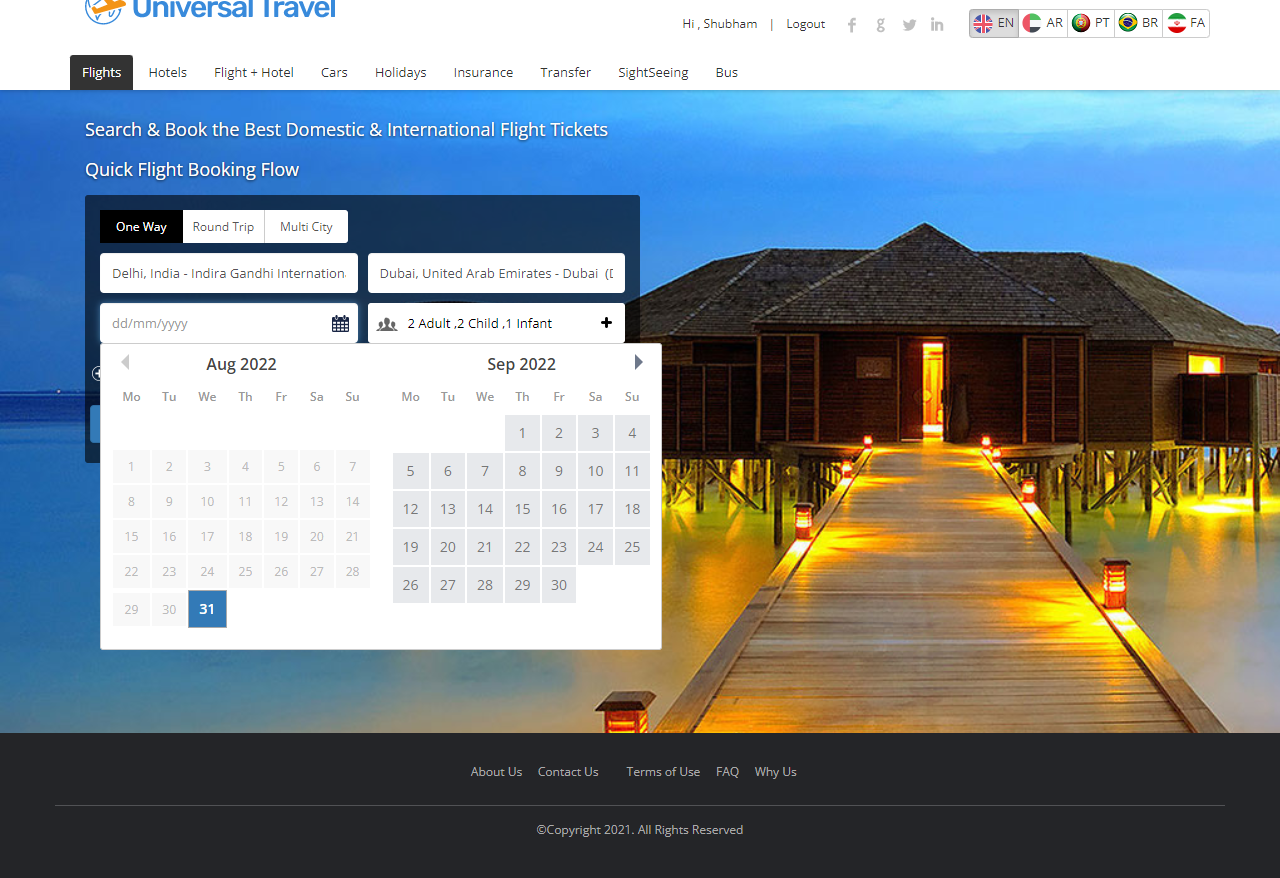 Universal Travel
Hi , Shubham | Logout
EN AR PT BR FA
Flights Hotels Flight + Hotel Cars Holidays Insurance Transfer SightSeeing Bus
Search & Book the Best Domestic & International Flight Tickets
Quick Flight Booking Flow
One Way Round Trip Multi City
Delhi, India - Indira Gandhi Internation Dubai, United Arab Emirates - Dubai (D
dd/mm/yyyy 2 Adult ,2 Child ,1 Infant
Aug 2022 Sep 2022
Mo Tu We Th Fr Sa Su Mo Tu We Th Fr Sa Su
1 2 3 4
1 2 3 4 5 6 7 5 6 7 8 9 10 11
8 9 10 11 12 13 14 12 13 14 15 16 17 18
15 16 17 18 19 20 21 19 20 21 22 23 24 25
22 23 24 25 26 27 28 26 27 28 29 30
29 30 31
About Us Contact Us Terms of Use FAQ Why Us
©Copyright 2021. All Rights Reserved